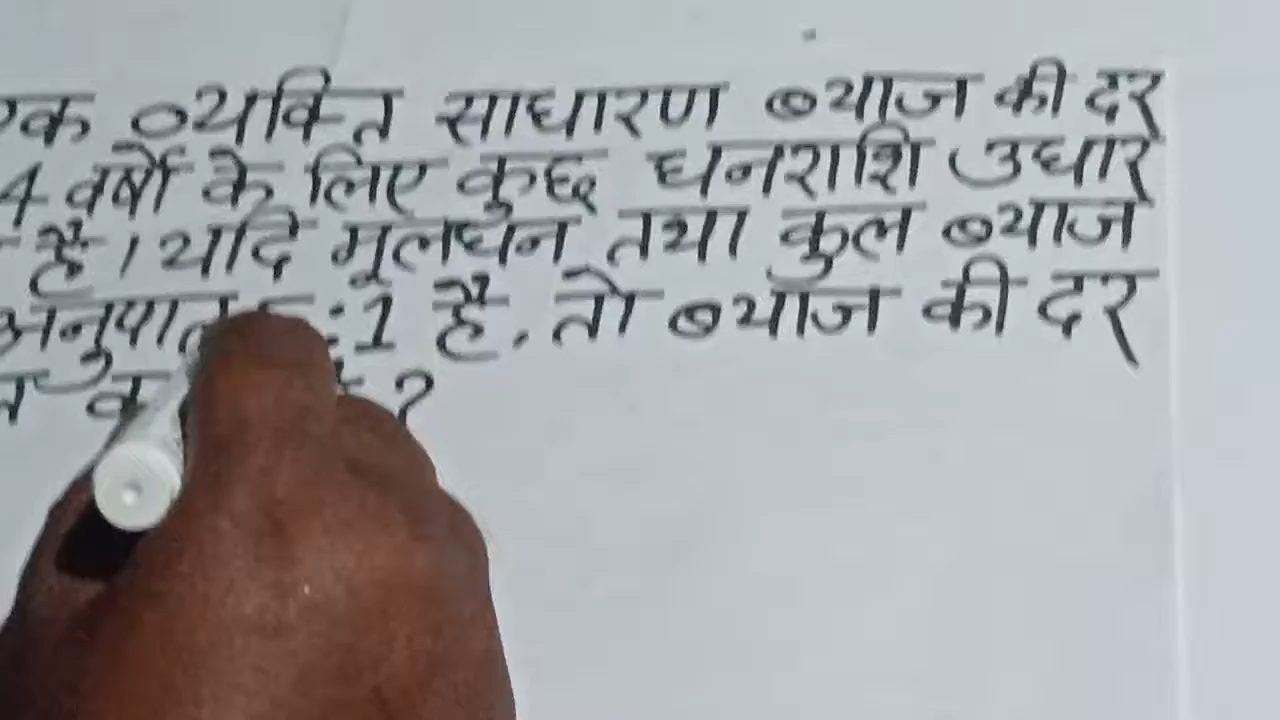 एक व्यक्ति साधारण ब्याज की दर
4 वर्षों के लिए कुछ धनराशि उधार
है। यदि मूलधन तथा कुल ब्याज
अनुपात :1 है, तो ब्याज की दर
?